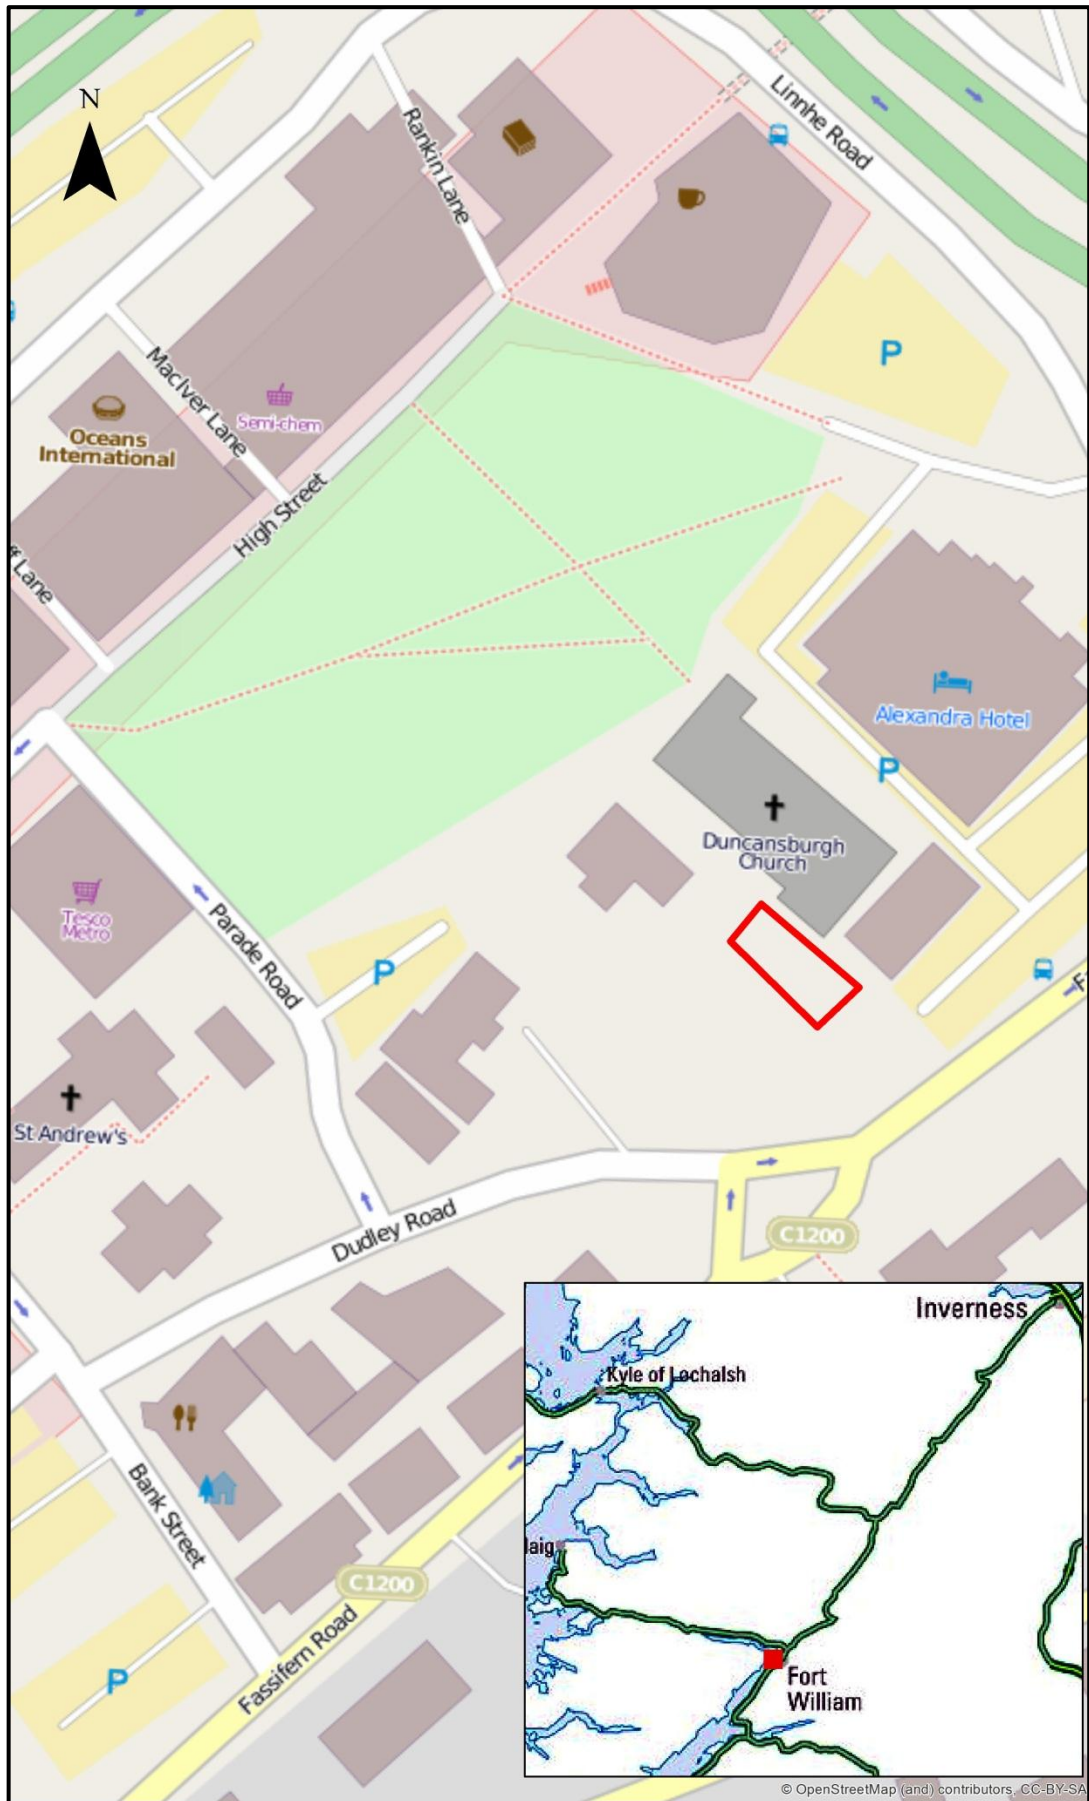 N
Linnhe Road
Rankin Lane
P
MacIver Lane
Semi-chem
Oceans
International
High Street
ff Lane
Alexandra Hotel
P
Duncansburgh
Church
Tesco
Metro
Parade Road
P
F
St Andrew's
Dudley Road
C1200
Inverness
Kyle of Lochalsh
Bank Street
laig
C1200
Fassifern Road
P
Fort
William
© OpenStreetMap (and) contributors, CC-BY-SA